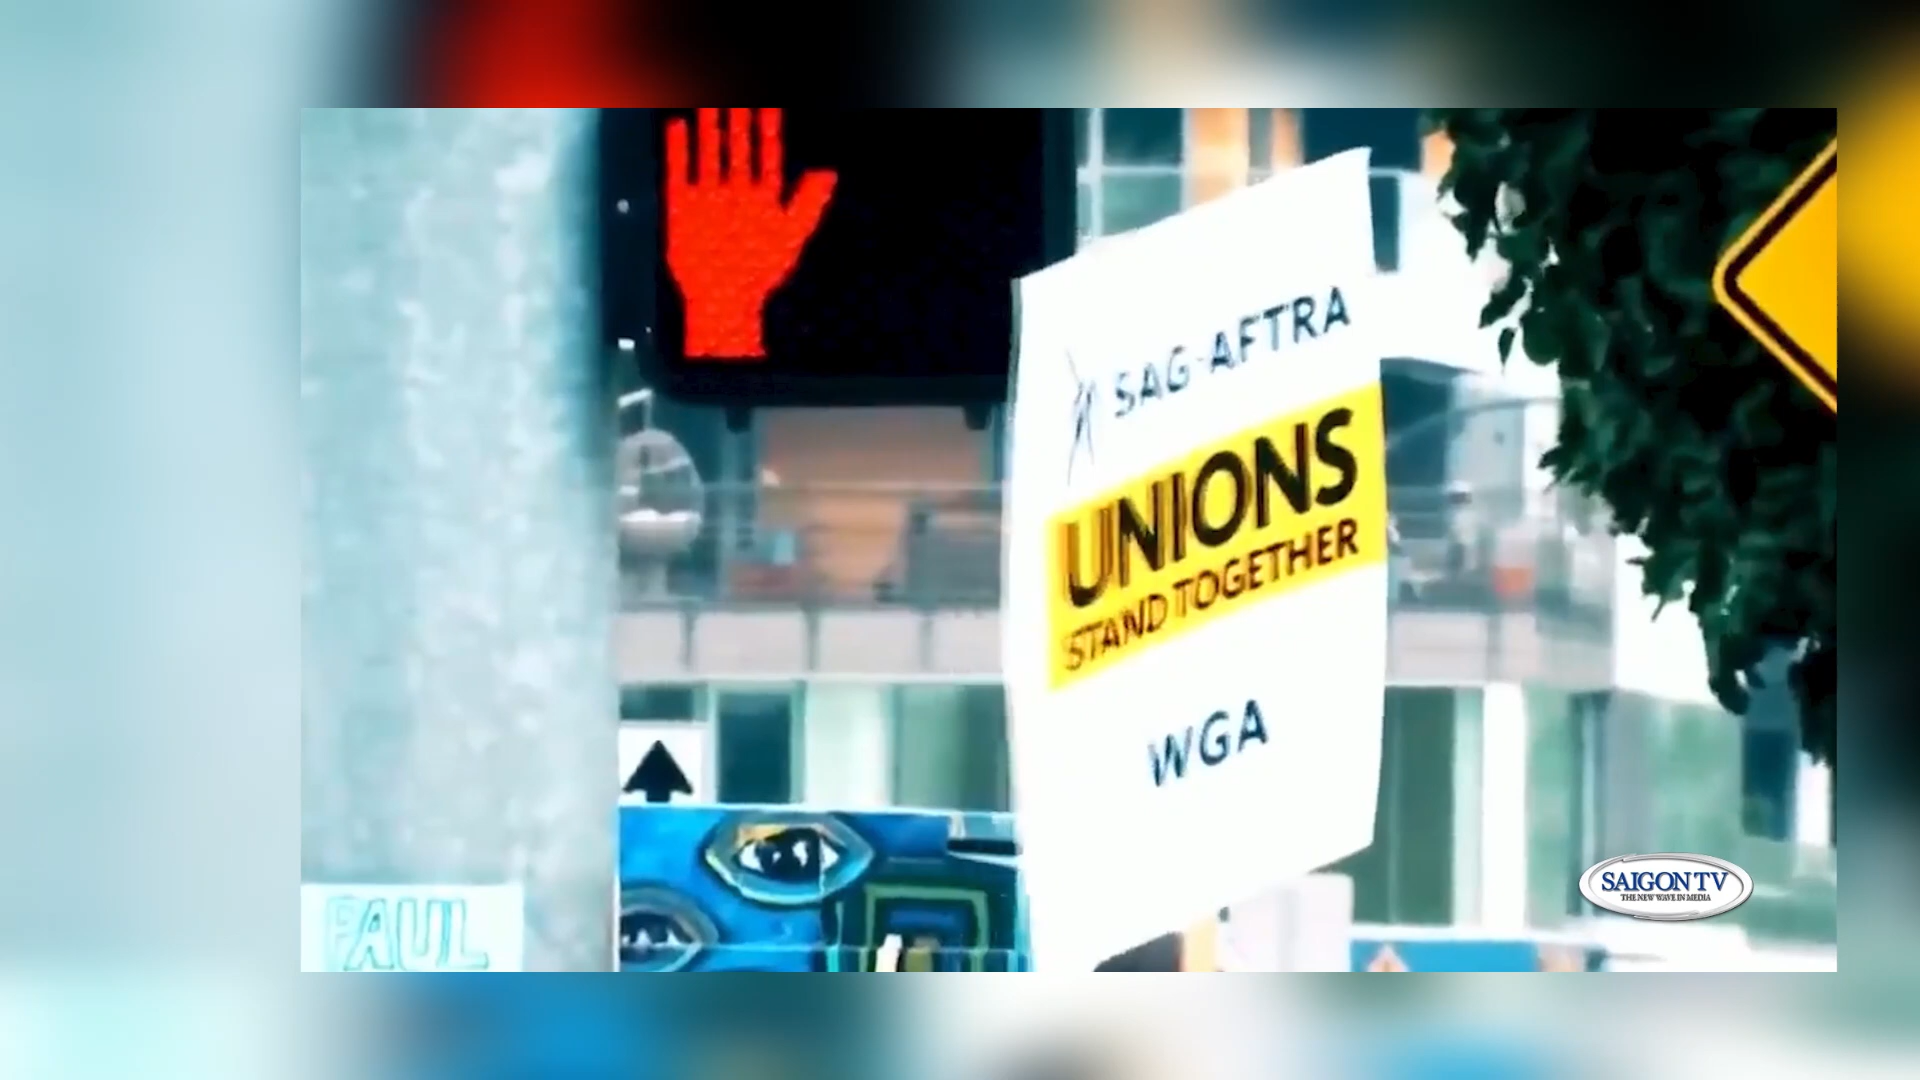 SAG-AFTRA
UNIONS
STAND TOGETHER
WGA
PAUL
SAIGON TV
THE NEW WAVE IN MEDIA